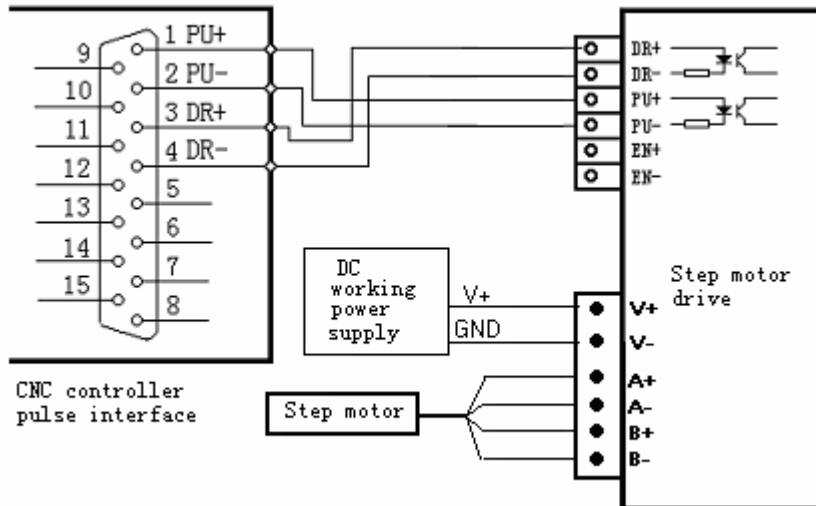 1 PU+
9
2 PU-
10
3 DR+
11
4 DR-
12
5
13
6
14
7
15
8
CNC controller
pulse interface
DR+
DR-
PU+
PU-
EN+
EN-
DC
working
power
supply
V+
GND
Step motor
Step motor
drive
V+
V-
A+
A-
B+
B-